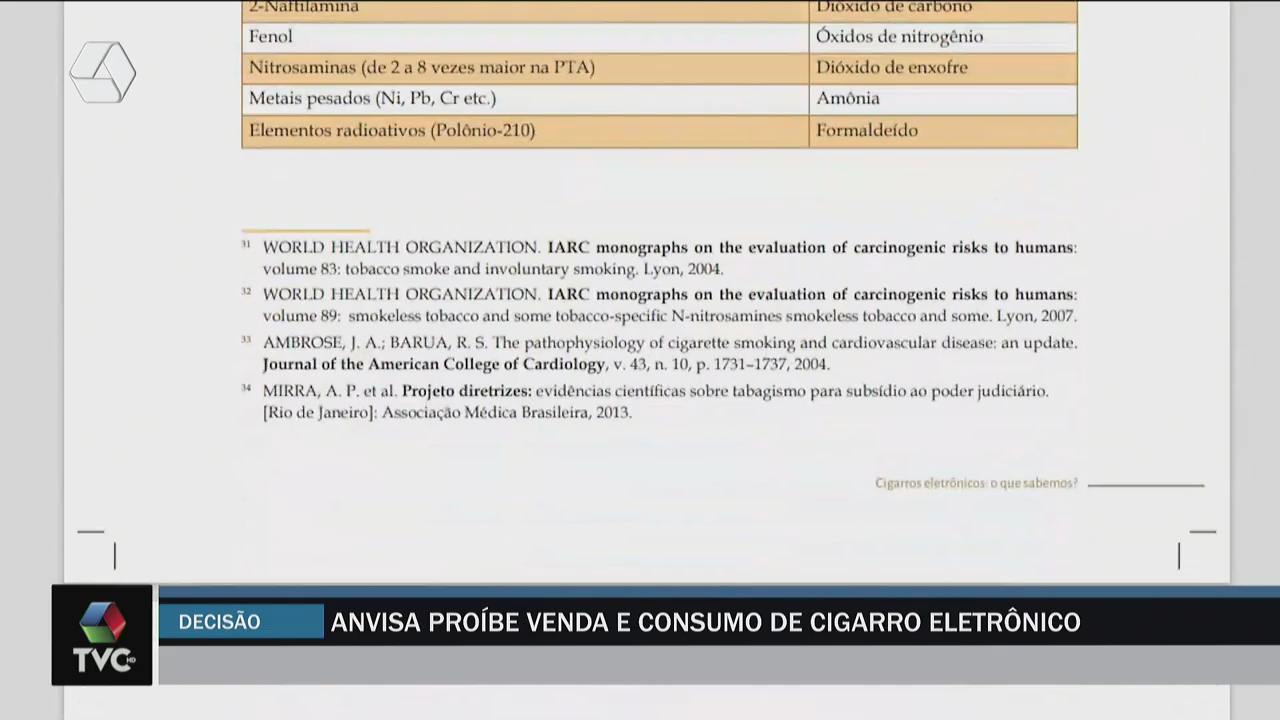 2-Naftilamina
Dióxido de carbono
Fenol
Óxidos de nitrogênio
Nitrosaminas (de 2 a 8 vezes maior na PTA)
Dióxido de enxofre
Metais pesados (Ni, Pb, Cr etc.)
Amônia
Elementos radioativos (Polônio-210)
Formaldeído
31 WORLD HEALTH ORGANIZATION. IARC monographs on the evaluation of carcinogenic risks to humans:
volume 83: tobacco smoke and involuntary smoking. Lyon, 2004.
32 WORLD HEALTH ORGANIZATION. IARC monographs on the evaluation of carcinogenic risks to humans:
volume 89: smokeless tobacco and some tobacco-specific N-nitrosamines smokeless tobacco and some. Lyon, 2007.
33 AMBROSE, J. A.; BARUA, R. S. The pathophysiology of cigarette smoking and cardiovascular disease: an update.
Journal of the American College of Cardiology, v. 43, n. 10, p. 1731–1737, 2004.
34 MIRRA, A. P. et al. Projeto diretrizes: evidências científicas sobre tabagismo para subsídio ao poder judiciário.
[Rio de Janeiro]: Associação Médica Brasileira, 2013.
Cigarros eletrônicos: o que sabemos?
DECISÃO
ANVISA PROÍBE VENDA E CONSUMO DE CIGARRO ELETRÔNICO
TVC HD